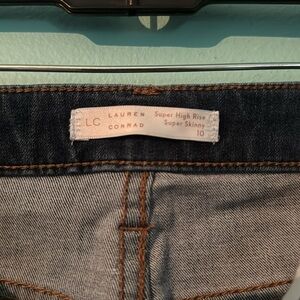 LC LAUREN CONRAD
Super High Rise
Super Skinny
10